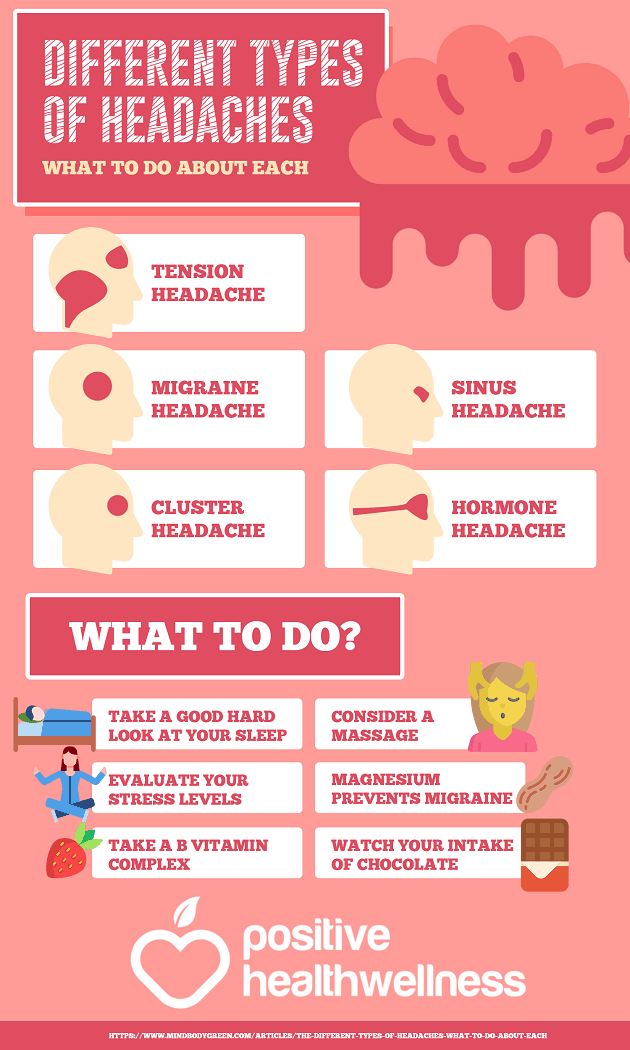 DIFFERENT TYPES
OF HEADACHES
WHAT TO DO ABOUT EACH
TENSION
HEADACHE
MIGRAINE
HEADACHE
SINUS
HEADACHE
CLUSTER
HEADACHE
HORMONE
HEADACHE
WHAT TO DO?
TAKE A GOOD HARD
LOOK AT YOUR SLEEP
CONSIDER A
MASSAGE
EVALUATE YOUR
STRESS LEVELS
MAGNESIUM
PREVENTS MIGRAINE
TAKE A B VITAMIN
COMPLEX
WATCH YOUR INTAKE
OF CHOCOLATE
positive
healthwellness
HTTPS://WWW.MINDBODYGREEN.COM/ARTICLES/THE-DIFFERENT-TYPES-OF-HEADACHES-WHAT-TO-DO-ABOUT-EACH